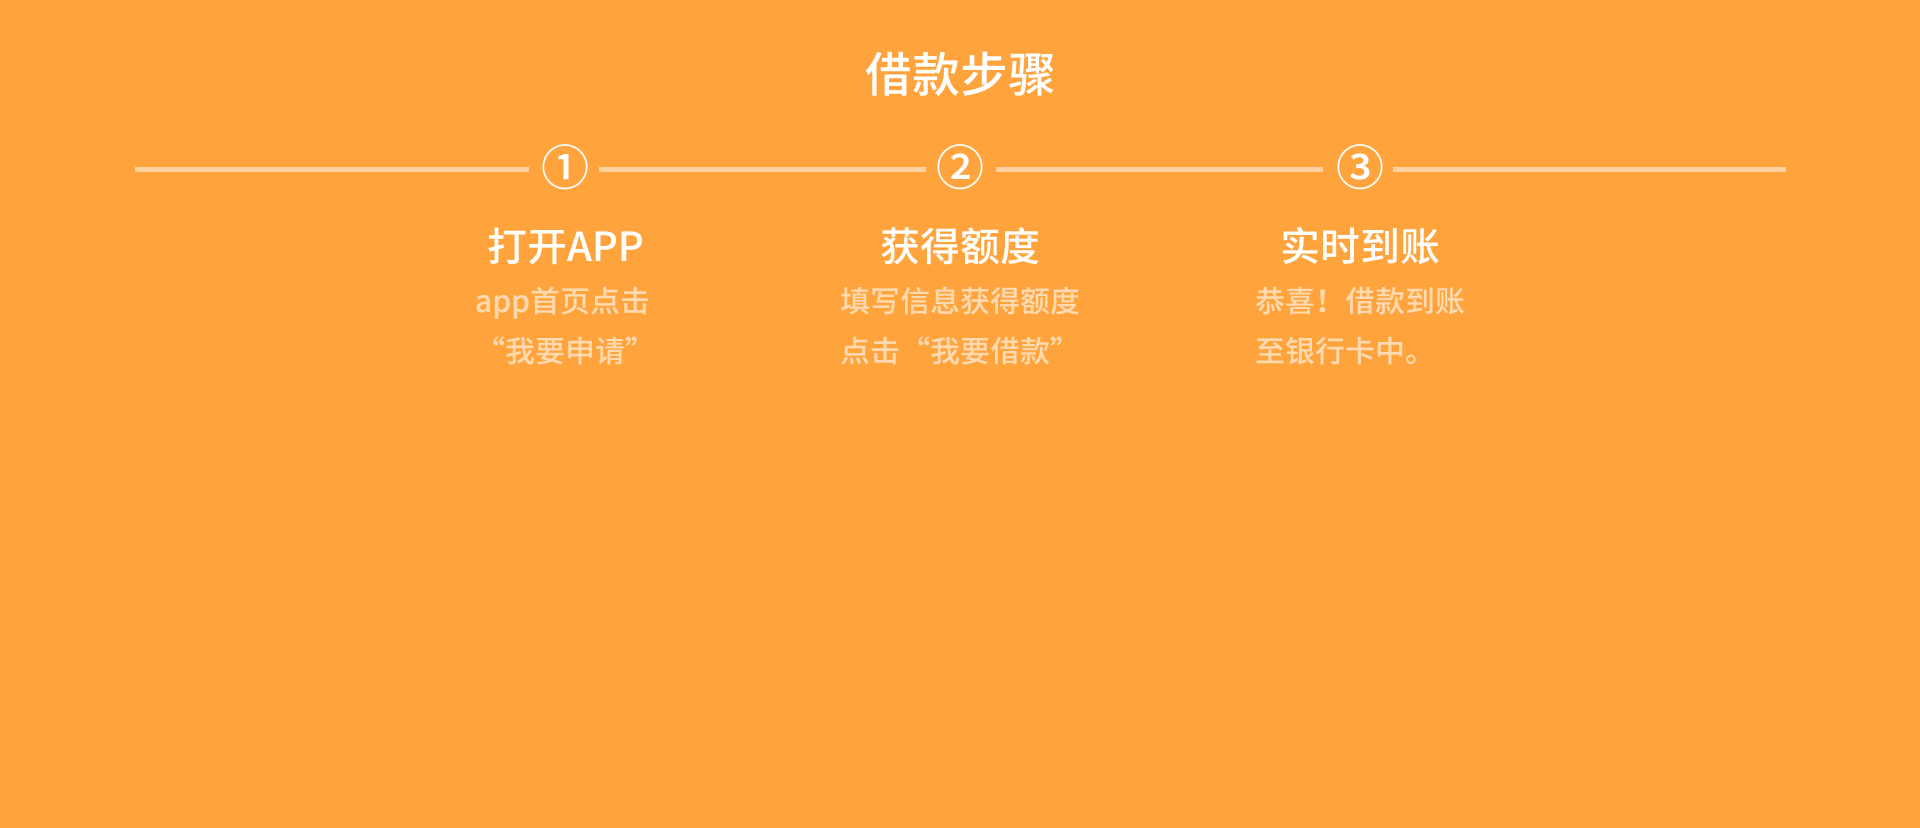 借款步骤
①
②
③
打开APP
获得额度
实时到账
app首页点击
“我要申请”
填写信息获得额度
点击“我要借款”
恭喜！借款到账
至银行卡中。